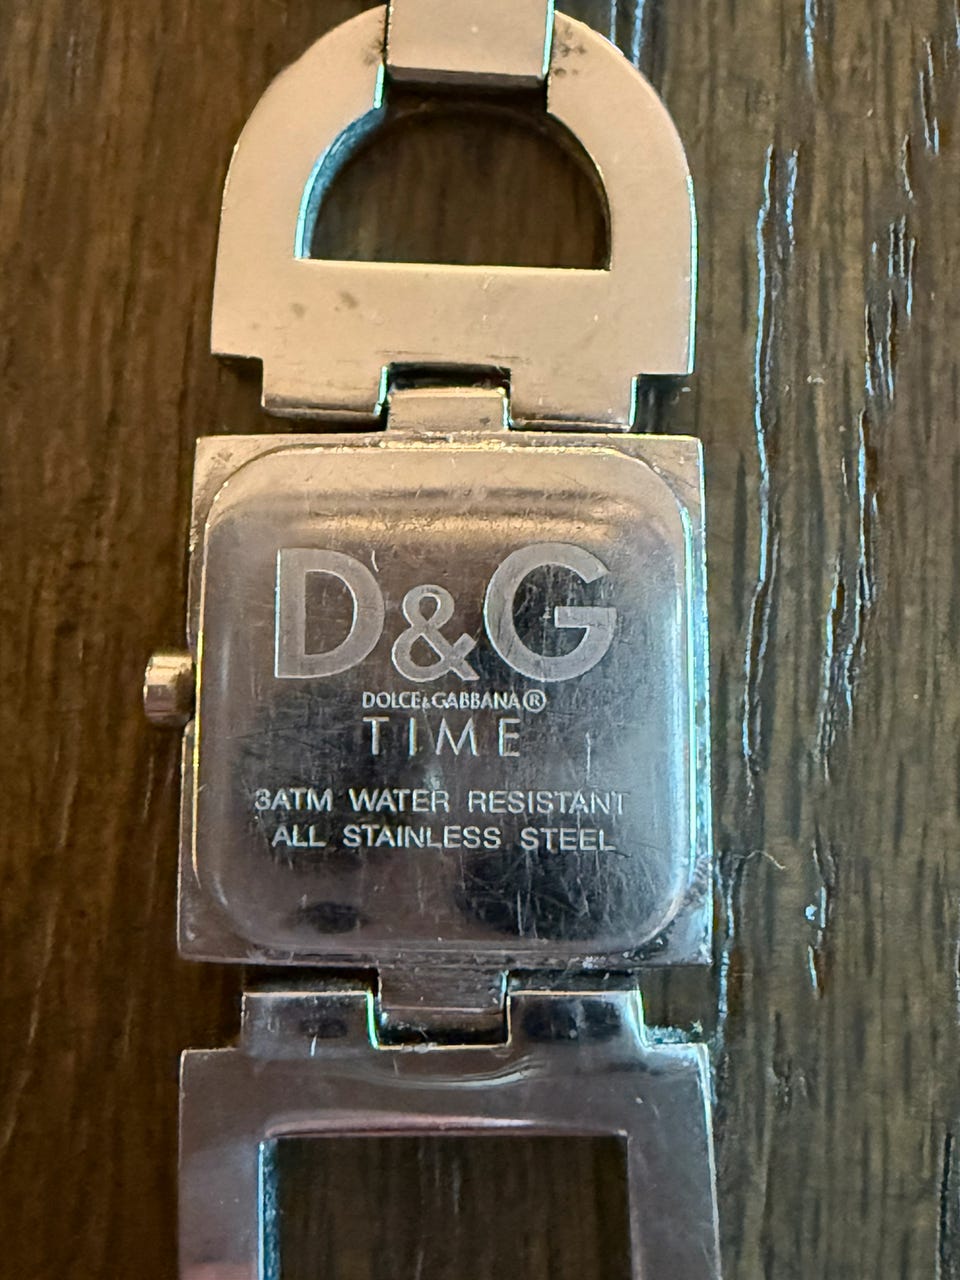 D&G
DOLCE&GABBANA®
TIME
3ATM WATER RESISTANT
ALL STAINLESS STEEL